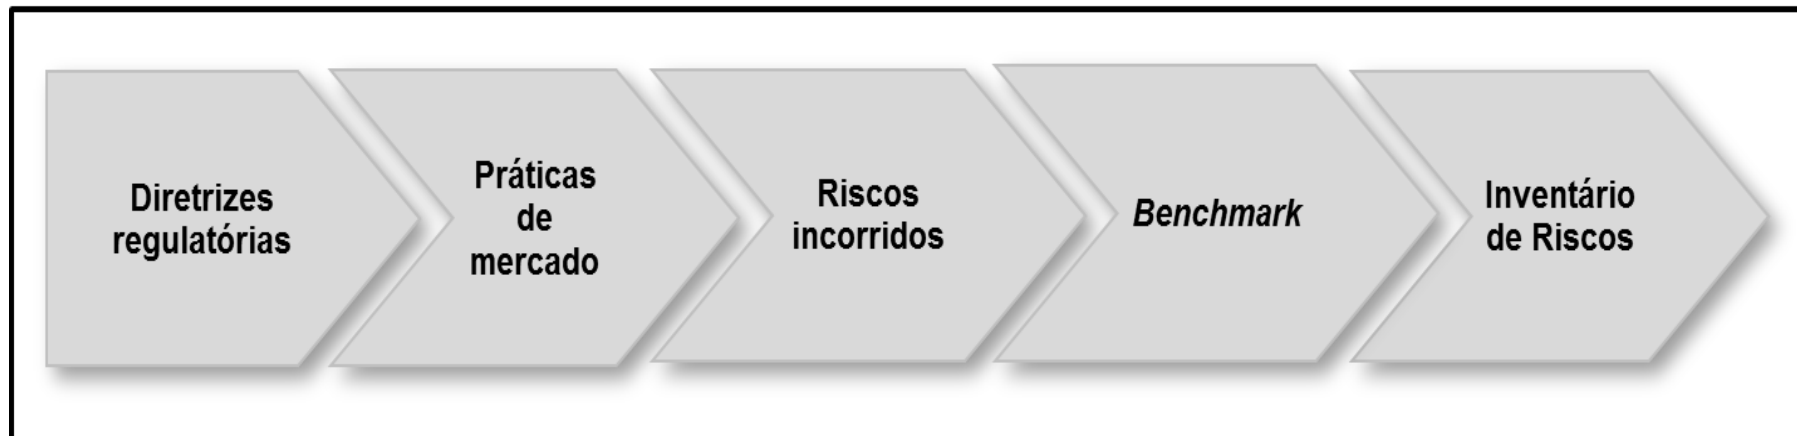 Diretrizes
regulatórias
Práticas
de
mercado
Riscos
incorridos
Benchmark
Inventário
de Riscos